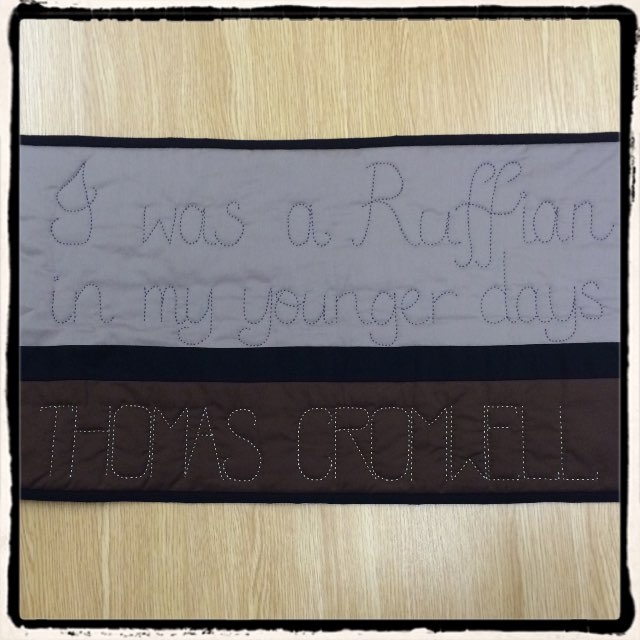 I was a Ruffian
in my younger days
THOMAS CROMWELL